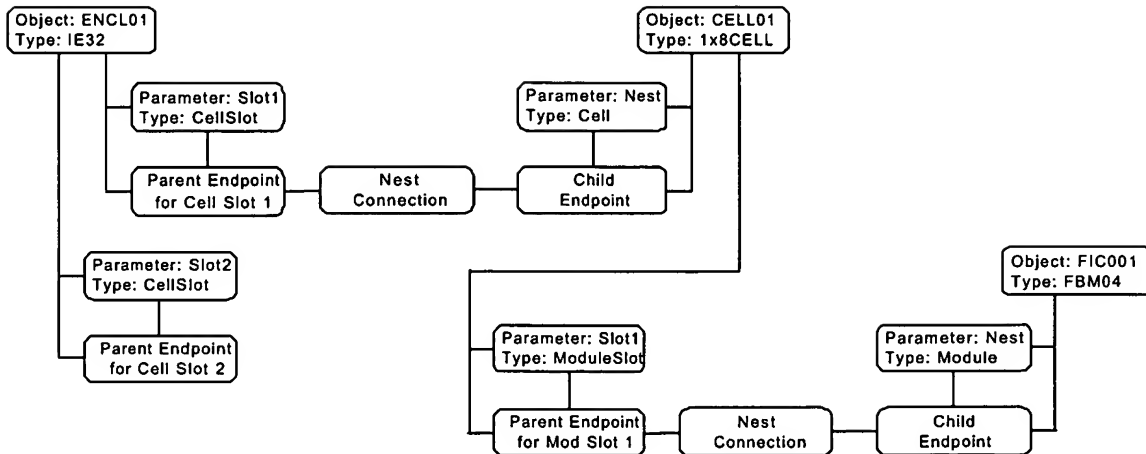 Object: ENCL01
Type: IE32
Object: CELL01
Type: 1x8CELL
Parameter: Slot1
Type: CellSlot
Parameter: Nest
Type: Cell
Parent Endpoint
for Cell Slot 1
Nest
Connection
Child
Endpoint
Parameter: Slot2
Type: CellSlot
Object: FIC001
Type: FBM04
Parent Endpoint
for Cell Slot 2
Parameter: Slot1
Type: ModuleSlot
Parameter: Nest
Type: Module
Parent Endpoint
for Mod Slot 1
Nest
Connection
Child
Endpoint